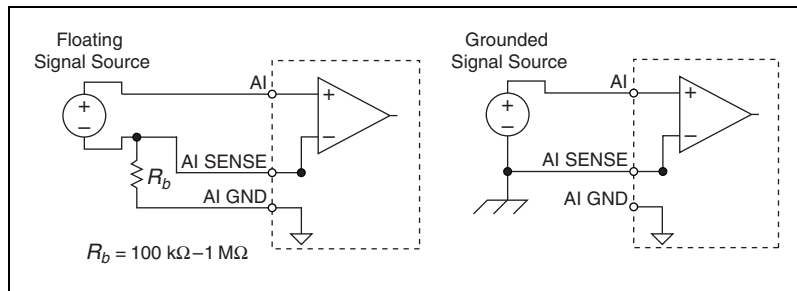 Floating
Signal Source
+
−
AI
+
−
AI SENSE
R_b
AI GND
R_b = 100 kΩ–1 MΩ
Grounded
Signal Source
+
−
AI
+
−
AI SENSE
AI GND